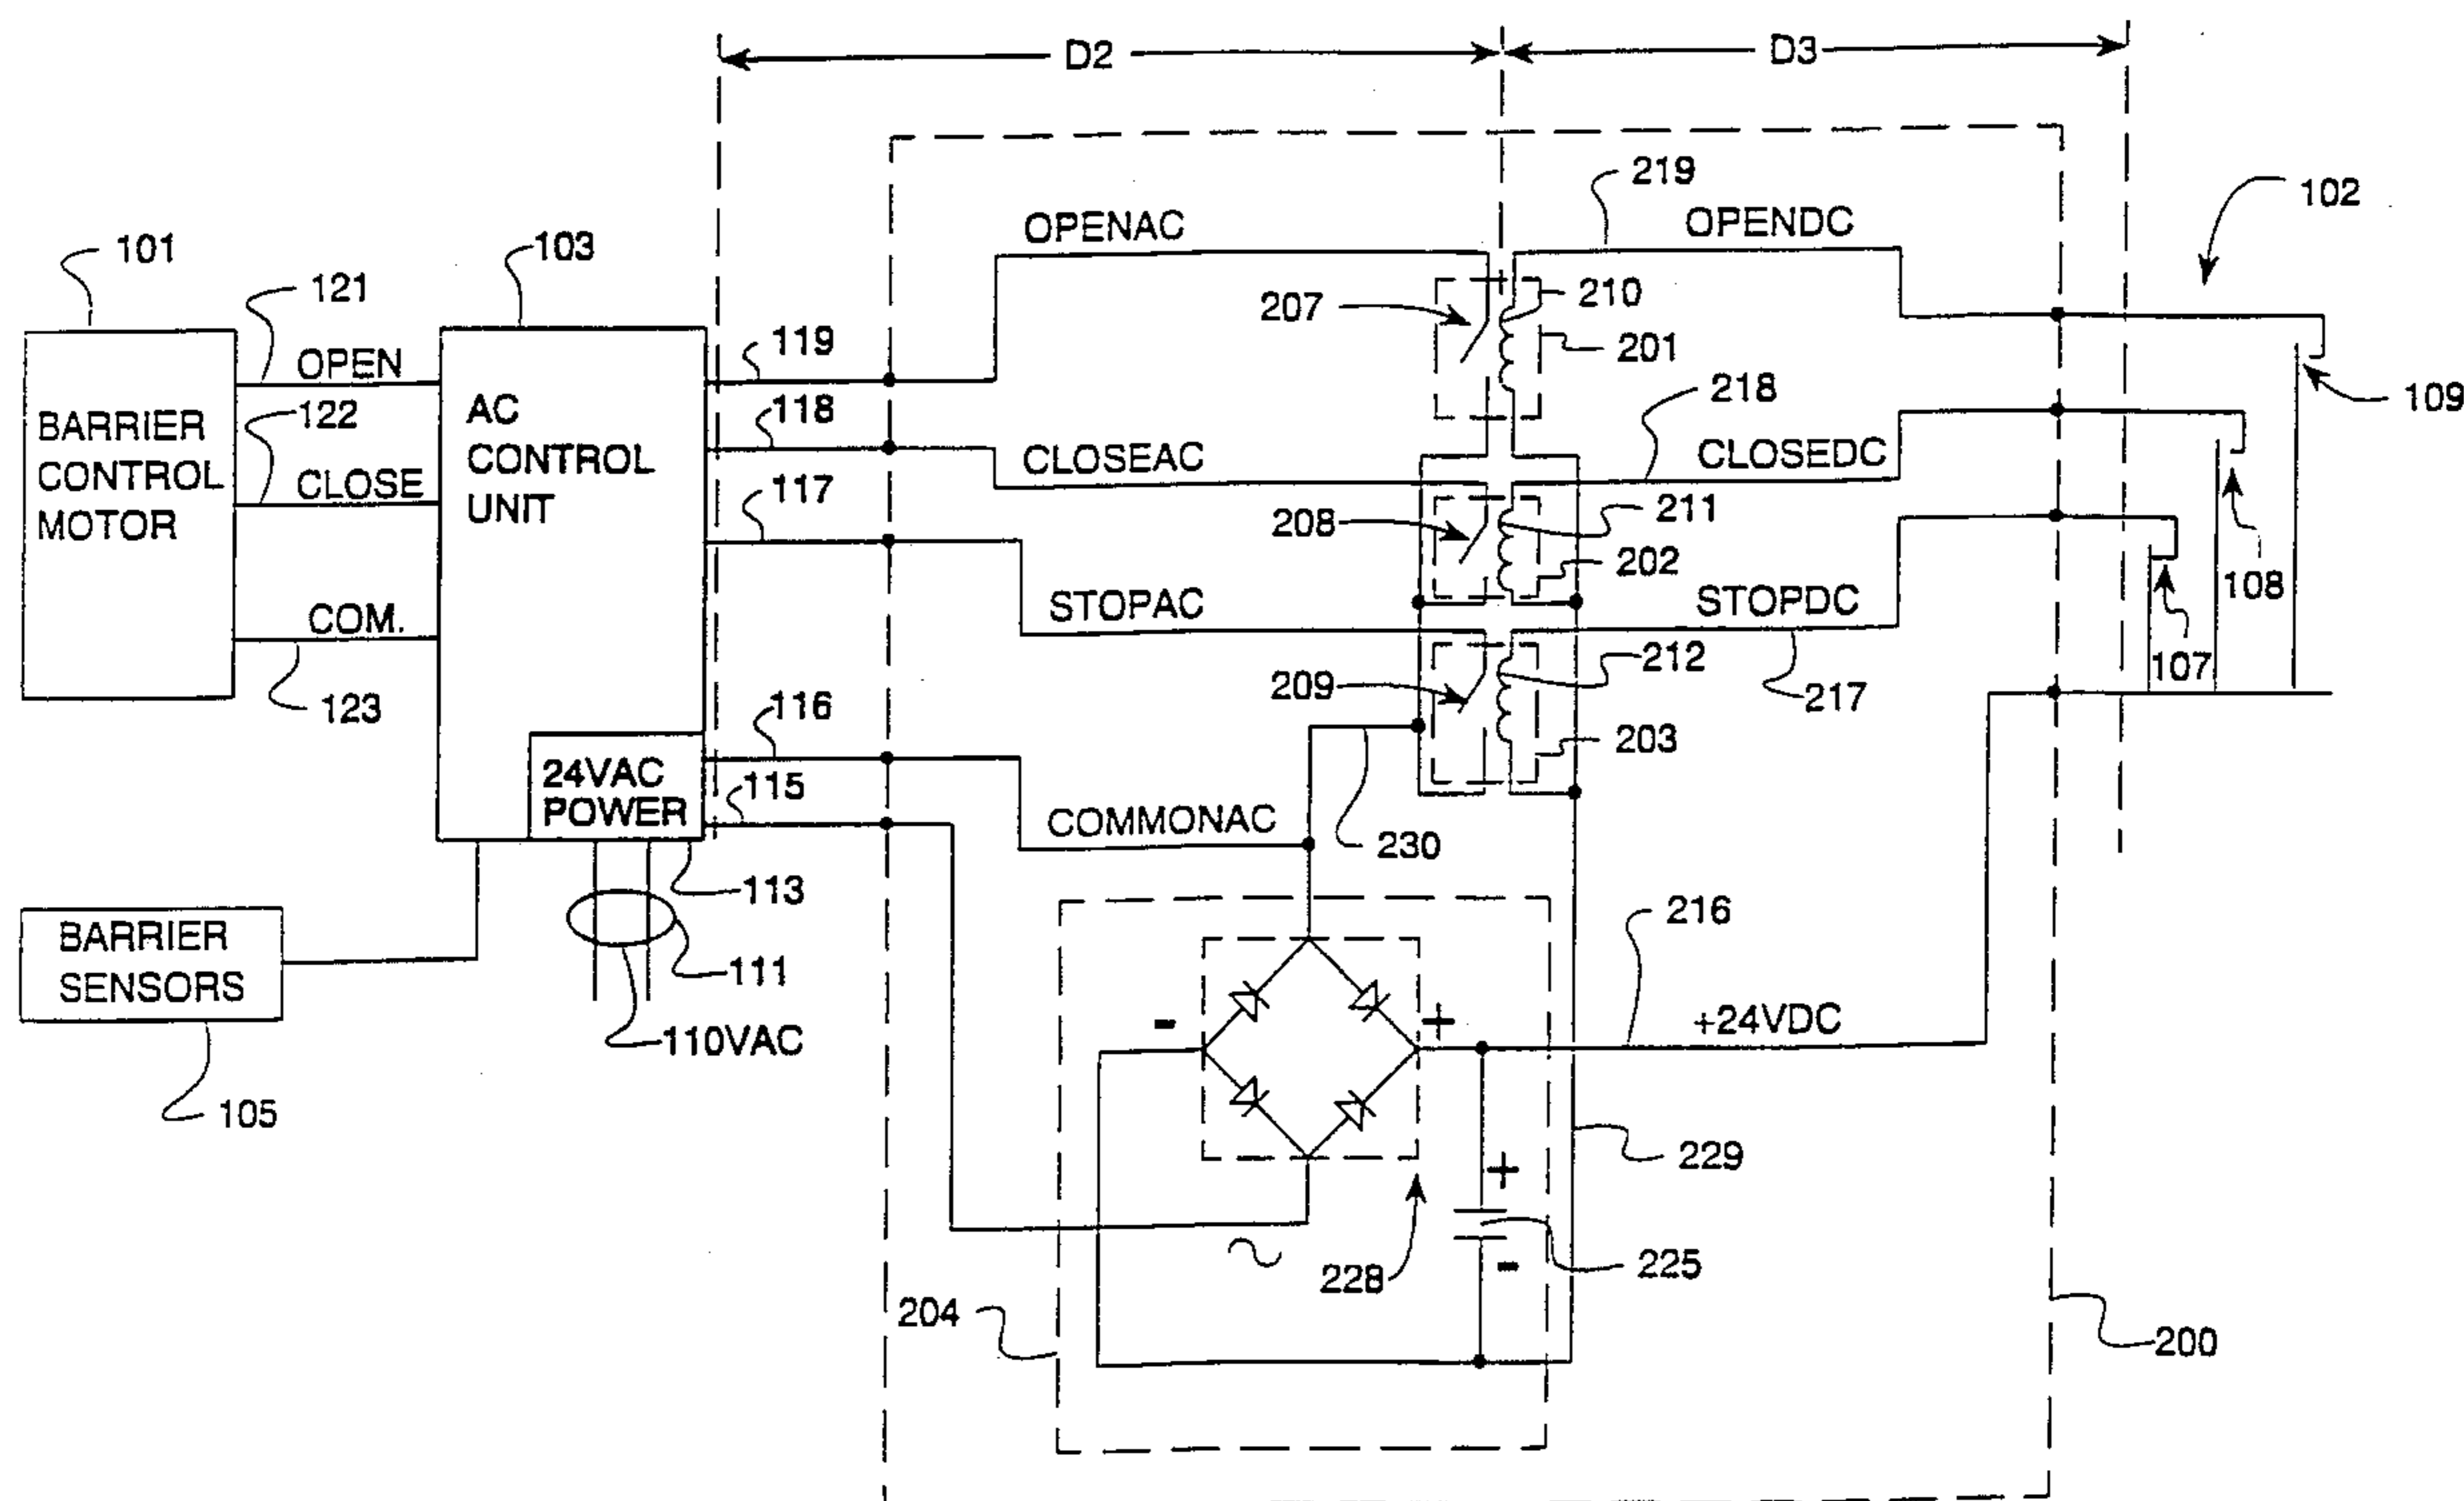 D2
D3
219
102
OPENAC
OPENDC
101
103
121
207
210
201
109
OPEN
119
122
118
218
BARRIER
CONTROL
MOTOR
AC
CONTROL
UNIT
CLOSEAC
CLOSEDC
CLOSE
117
208
211
202
108
STOPAC
STOPDC
COM.
123
209
212
107
217
116
203
24VAC
POWER
115
COMMONAC
230
113
216
BARRIER
SENSORS
111
110VAC
-
+
+24VDC
105
229
+
228
-
225
204
200